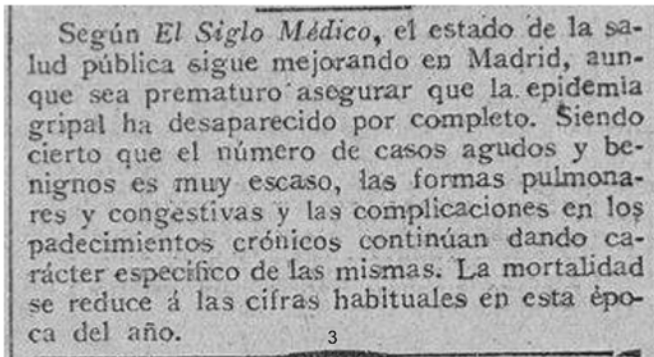 Según El Siglo Médico, el estado de la sa-
lud pública sigue mejorando en Madrid, aun-
que sea prematuro asegurar que la epidemia
gripal ha desaparecido por completo. Siendo
cierto que el número de casos agudos y be-
nignos es muy escaso, las formas pulmona-
res y congestivas y las complicaciones en los
padecimientos crónicos continúan dando ca-
rácter especifico de las mismas. La mortalidad
se reduce á las cifras habituales en esta épo-
ca del año.
3